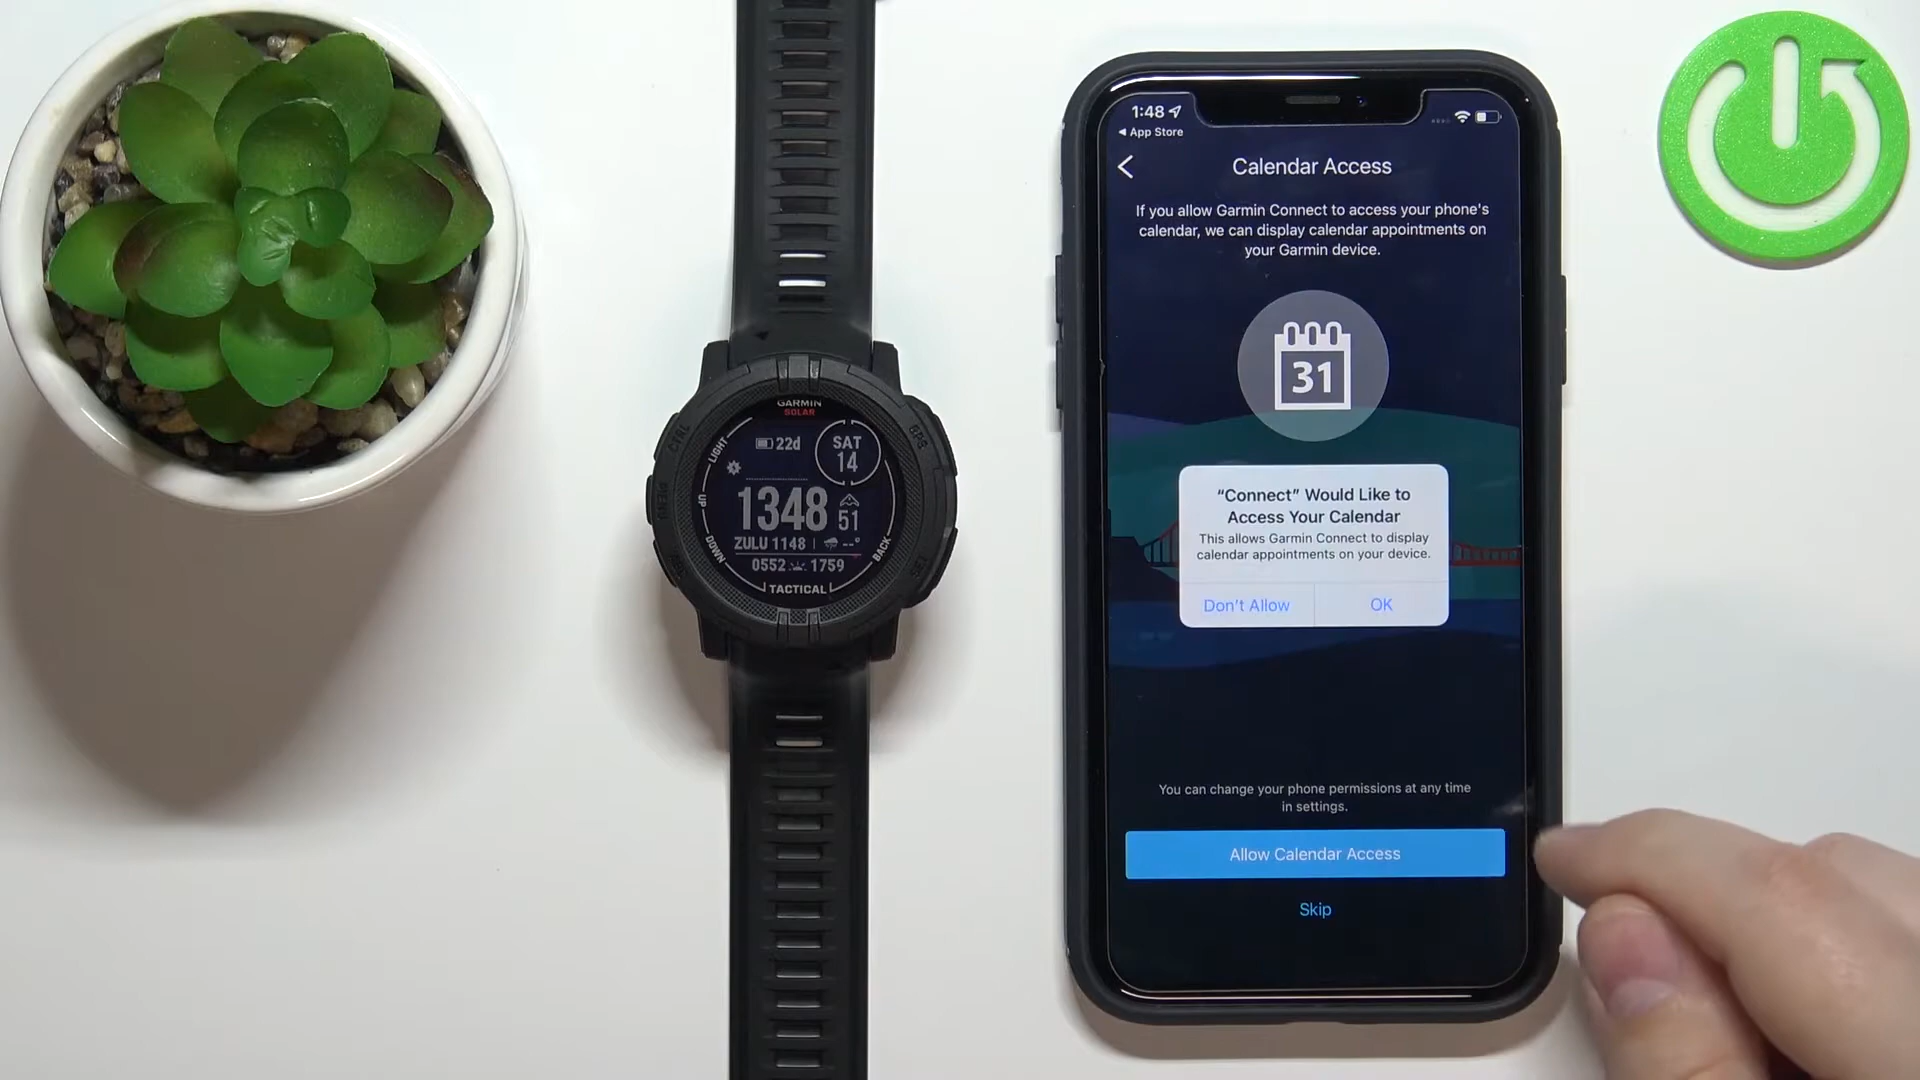 GARMIN
SOLAR
22d
SAT
14
1348
51
ZULU 1148
--°
0552
1759
TACTICAL
LIGHT
UP
DOWN
BACK
CTRL
MENU
GPS
SET
1:48
App Store
Calendar Access
If you allow Garmin Connect to access your phone's
calendar, we can display calendar appointments on
your Garmin device.
31
"Connect" Would Like to
Access Your Calendar
This allows Garmin Connect to display
calendar appointments on your device.
Don't Allow
OK
You can change your phone permissions at any time
in settings.
Allow Calendar Access
Skip